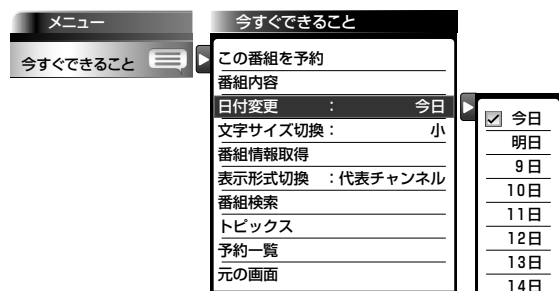 メニュー
今すぐできること
今すぐできること
この番組を予約
番組内容
日付変更 : 今日
文字サイズ切換 : 小
番組情報取得
表示形式切換 : 代表チャンネル
番組検索
トピックス
予約一覧
元の画面
今日
明日
9日
10日
11日
12日
13日
14日